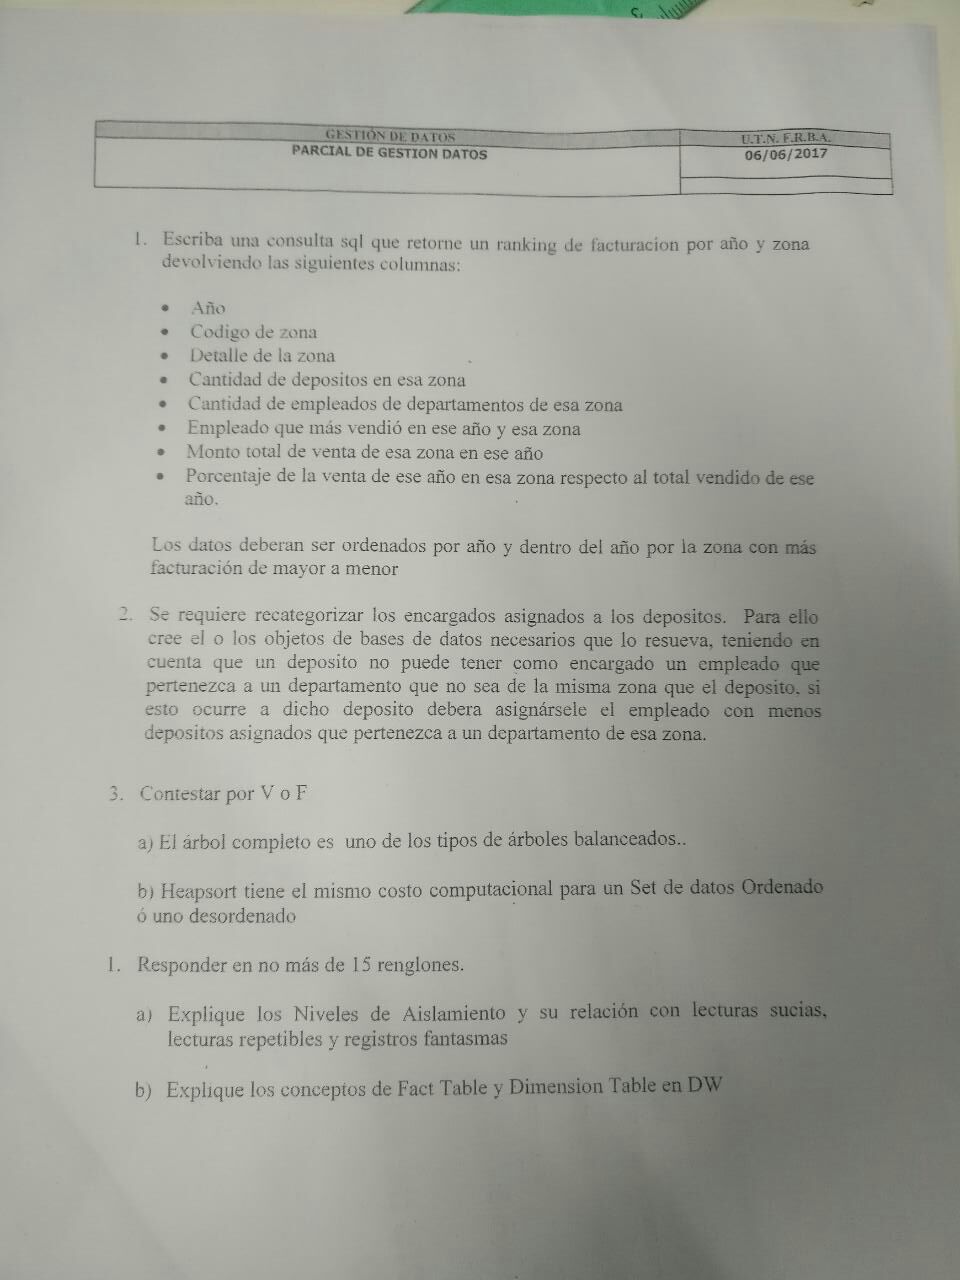 GESTIÓN DE DATOS
U.T.N. F.R.B.A.
PARCIAL DE GESTION DATOS
06/06/2017
1. Escriba una consulta sql que retorne un ranking de facturacion por año y zona
devolviendo las siguientes columnas:
• Año
• Codigo de zona
• Detalle de la zona
• Cantidad de depositos en esa zona
• Cantidad de empleados de departamentos de esa zona
• Empleado que más vendió en ese año y esa zona
• Monto total de venta de esa zona en ese año
• Porcentaje de la venta de ese año en esa zona respecto al total vendido de ese
año.
Los datos deberan ser ordenados por año y dentro del año por la zona con más
facturación de mayor a menor
2. Se requiere recategorizar los encargados asignados a los depositos. Para ello
cree el o los objetos de bases de datos necesarios que lo resueva, teniendo en
cuenta que un deposito no puede tener como encargado un empleado que
pertenezca a un departamento que no sea de la misma zona que el deposito, si
esto ocurre a dicho deposito debera asignársele el empleado con menos
depositos asignados que pertenezca a un departamento de esa zona.
3. Contestar por V o F
a) El árbol completo es uno de los tipos de árboles balanceados..
b) Heapsort tiene el mismo costo computacional para un Set de datos Ordenado
ó uno desordenado
1. Responder en no más de 15 renglones.
a) Explique los Niveles de Aislamiento y su relación con lecturas sucias,
lecturas repetibles y registros fantasmas
b) Explique los conceptos de Fact Table y Dimension Table en DW